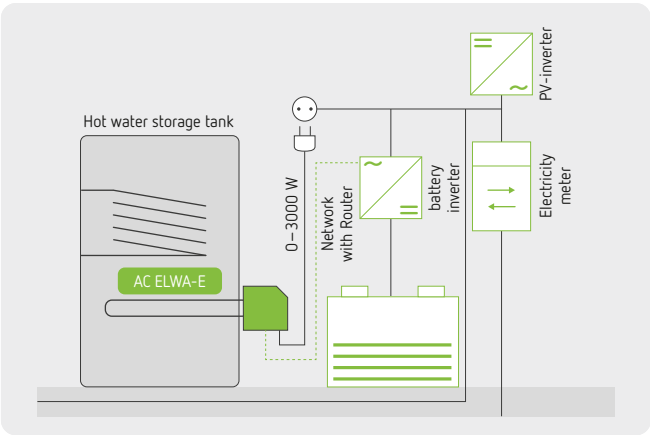 Hot water storage tank
AC ELWA-E
0– 3000 W
Network
with Router
battery
inverter
PV-inverter
Electricity
meter